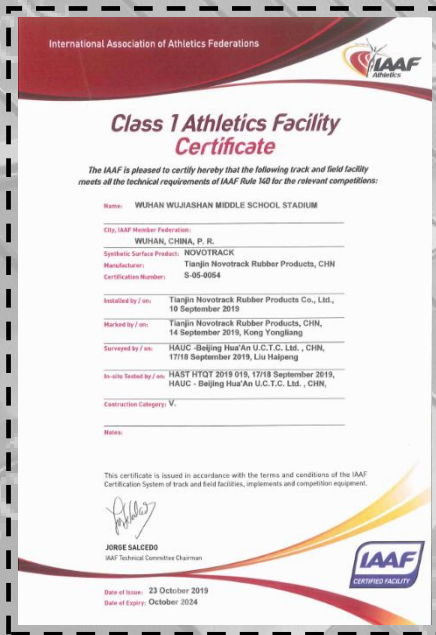 International Association of Athletics Federations
IAAF
Athletics
Class 1 Athletics Facility
Certificate
The IAAF is pleased to certify hereby that the following track and field facility
meets all the technical requirements of IAAF Rule 140 for the relevant competitions:
Name: WUHAN WUJIASHAN MIDDLE SCHOOL STADIUM
City, IAAF Member Federation:
WUHAN, CHINA, P. R.
Synthetic Surface Product: NOVOTRACK
Manufacturer: Tianjin Novotrack Rubber Products, CHN
Certification Number: S-05-0054
Installed by / on: Tianjin Novotrack Rubber Products Co., Ltd.,
10 September 2019
Marked by / on: Tianjin Novotrack Rubber Products, CHN,
14 September 2019, Kong Yongliang
Surveyed by / on: HAUC -Beijing Hua'An U.C.T.C. Ltd. , CHN,
17/18 September 2019, Liu Haipeng
In-situ Tested by / on: HAST HTQT 2019 019, 17/18 September 2019,
HAUC - Beijing Hua'An U.C.T.C. Ltd. , CHN,
Contruction Category: V.
Notes:
This certificate is issued in accordance with the terms and conditions of the IAAF
Certification System of track and field facilities, implements and competition equipment.
JORGE SALCEDO
IAAF Technical Committee Chairman
IAAF
CERTIFIED FACILITY
Date of Issue: 23 October 2019
Date of Expiry: October 2024